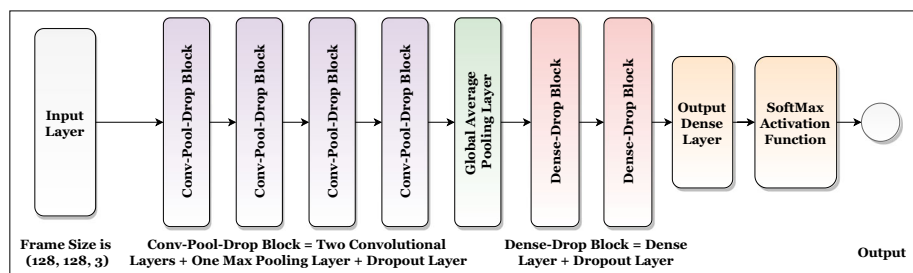 Input
Layer
Conv-Pool-Drop Block
Conv-Pool-Drop Block
Conv-Pool-Drop Block
Conv-Pool-Drop Block
Global Average
Pooling Layer
Dense-Drop Block
Dense-Drop Block
Output
Dense
Layer
SoftMax
Activation
Function
Frame Size is
(128, 128, 3)
Conv-Pool-Drop Block = Two Convolutional
Layers + One Max Pooling Layer + Dropout Layer
Dense-Drop Block = Dense
Layer + Dropout Layer
Output